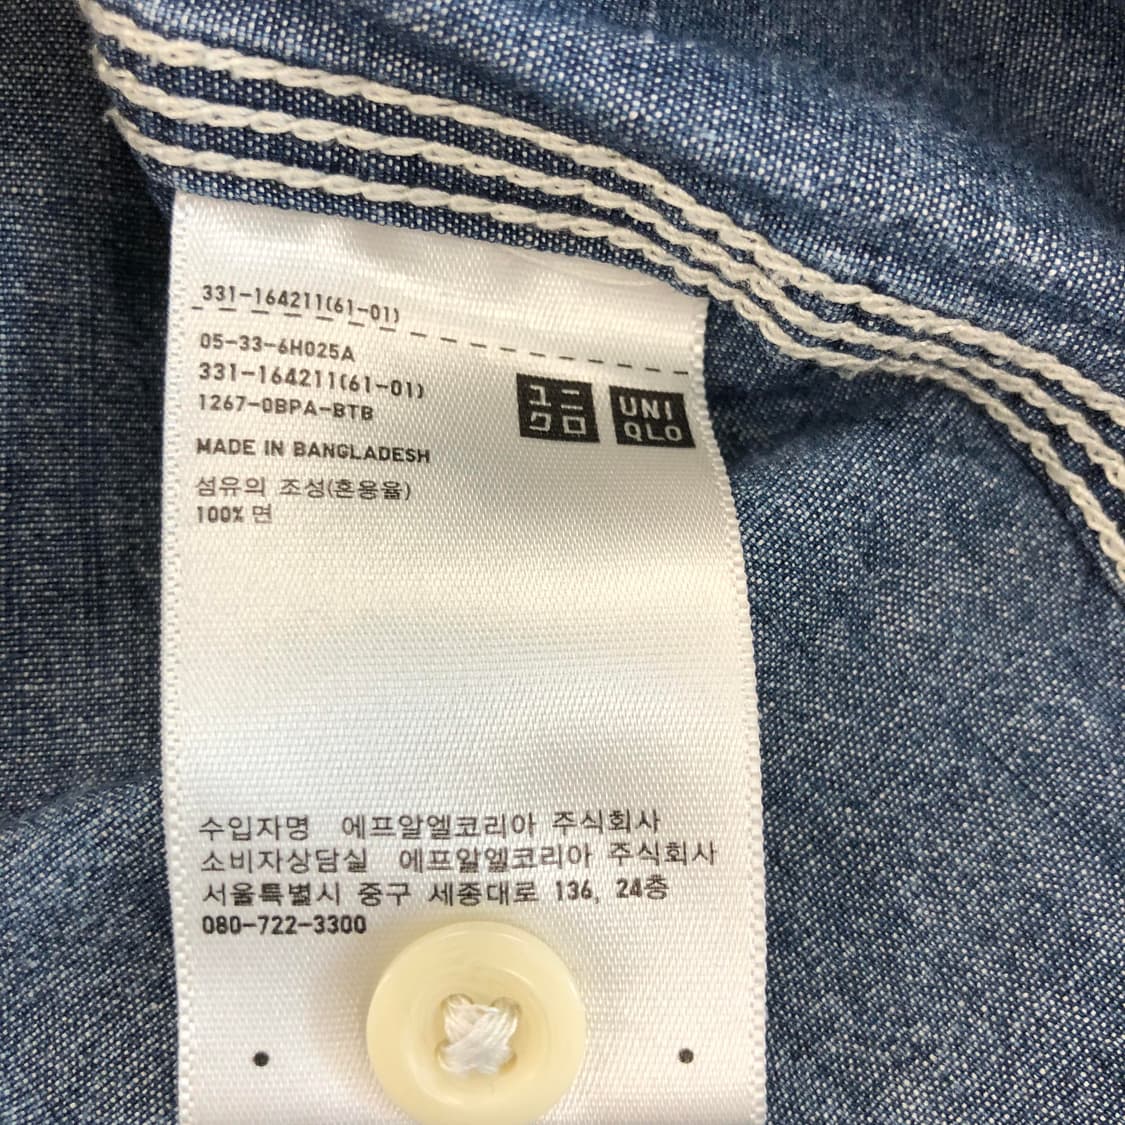 331-164211(61-01)
05-33-6H025A
331-164211(61-01)
1267-0BPA-BTB
ユニ
クロ
UNI
QLO
MADE IN BANGLADESH
섬유의 조성(혼용율)
100% 면
수입자명 에프알엘코리아 주식회사
소비자상담실 에프알엘코리아 주식회사
서울특별시 중구 세종대로 136, 24층
080-722-3300